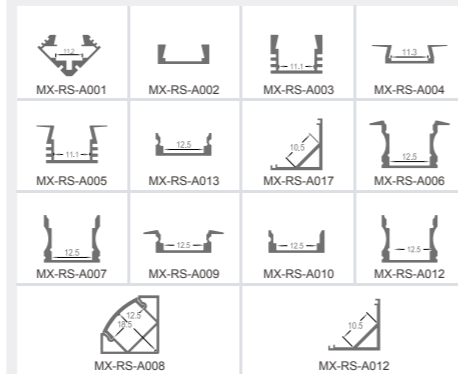 11.2
MX-RS-A001
MX-RS-A002
11.1
MX-RS-A003
11.3
MX-RS-A004
11.1
MX-RS-A005
12.5
MX-RS-A013
10.5
MX-RS-A017
12.5
MX-RS-A006
12.5
MX-RS-A007
12.5
MX-RS-A009
12.5
MX-RS-A010
12.5
MX-RS-A012
12.5
18.5
MX-RS-A008
10.5
MX-RS-A012